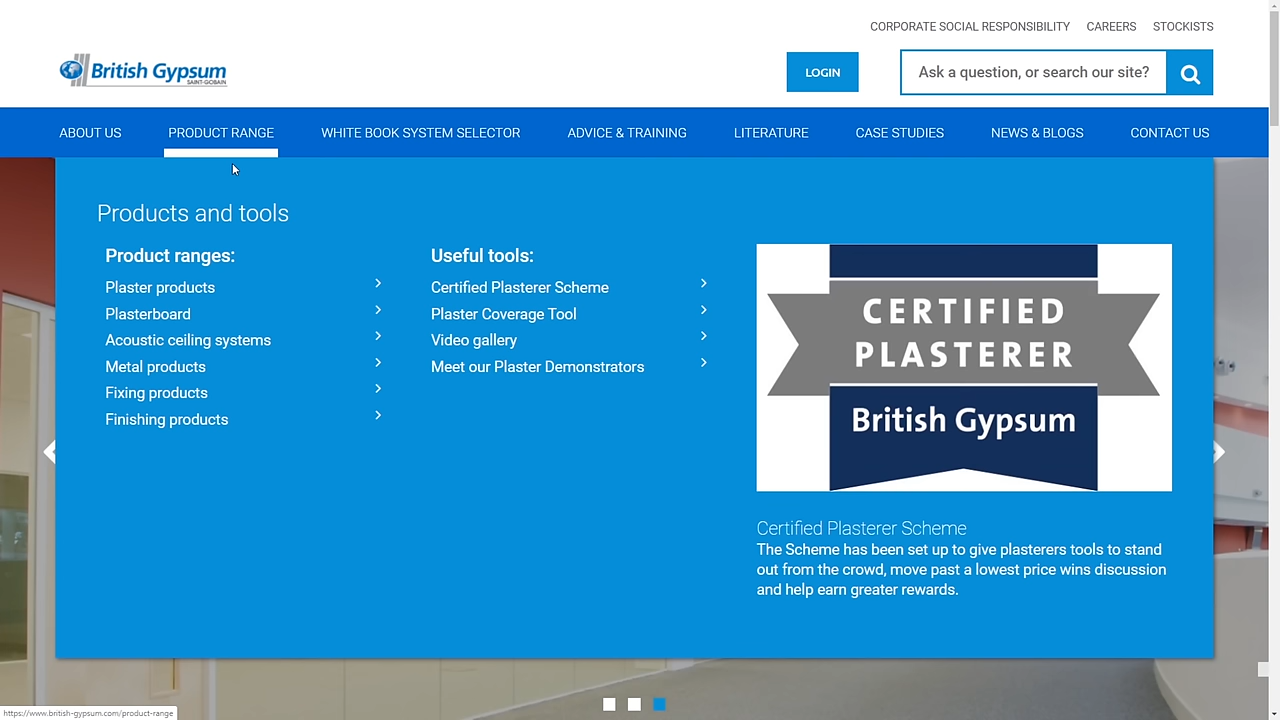 CORPORATE SOCIAL RESPONSIBILITY
CAREERS
STOCKISTS
British Gypsum
SAINT-GOBAIN
LOGIN
Ask a question, or search our site?
ABOUT US
PRODUCT RANGE
WHITE BOOK SYSTEM SELECTOR
ADVICE & TRAINING
LITERATURE
CASE STUDIES
NEWS & BLOGS
CONTACT US
Products and tools
Product ranges:
Plaster products
Plasterboard
Acoustic ceiling systems
Metal products
Fixing products
Finishing products
Useful tools:
Certified Plasterer Scheme
Plaster Coverage Tool
Video gallery
Meet our Plaster Demonstrators
CERTIFIED
PLASTERER
British Gypsum
Certified Plasterer Scheme
The Scheme has been set up to give plasterers tools to stand
out from the crowd, move past a lowest price wins discussion
and help earn greater rewards.
https://www.british-gypsum.com/product-range